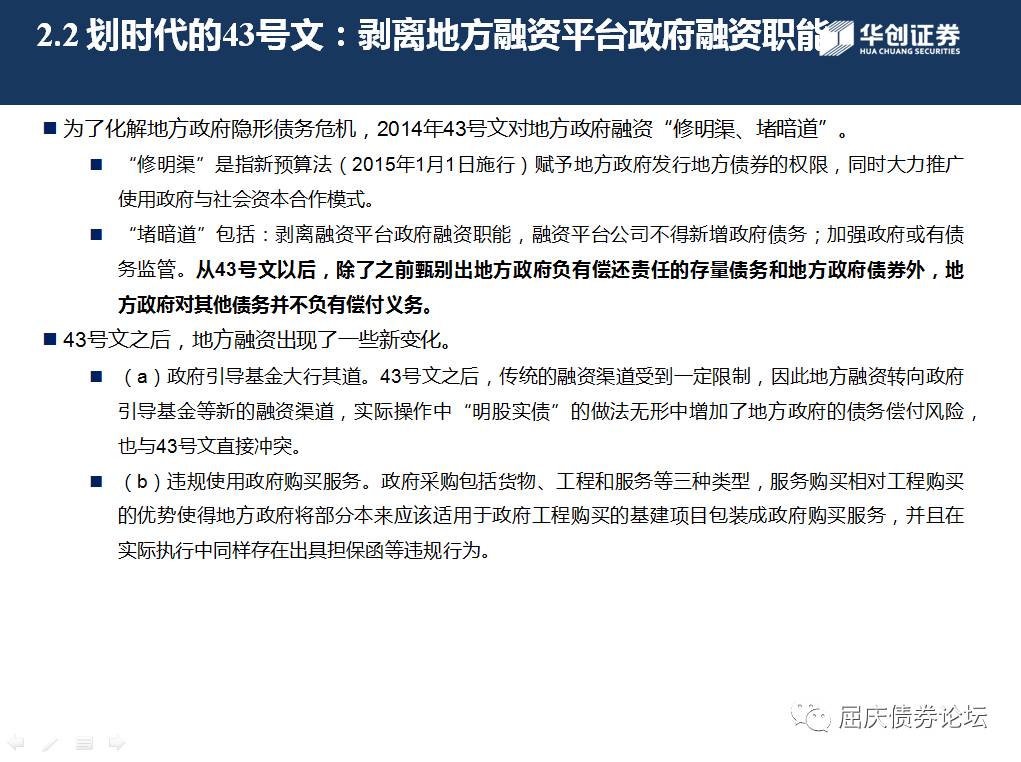 2.2 划时代的43号文：剥离地方融资平台政府融资职能
华创证券
HUA CHUANG SECURITIES
为了化解地方政府隐形债务危机，2014年43号文对地方政府融资“修明渠、堵暗道”。
“修明渠”是指新预算法（2015年1月1日施行）赋予地方政府发行地方债券的权限，同时大力推广
使用政府与社会资本合作模式。
“堵暗道”包括：剥离融资平台政府融资职能，融资平台公司不得新增政府债务；加强政府或有债
务监管。从43号文以后，除了之前甄别出地方政府负有偿还责任的存量债务和地方政府债券外，地
方政府对其他债务并不负有偿付义务。
43号文之后，地方融资出现了一些新变化。
（a）政府引导基金大行其道。43号文之后，传统的融资渠道受到一定限制，因此地方融资转向政府
引导基金等新的融资渠道，实际操作中“明股实债”的做法无形中增加了地方政府的债务偿付风险，
也与43号文直接冲突。
（b）违规使用政府购买服务。政府采购包括货物、工程和服务等三种类型，服务购买相对工程购买
的优势使得地方政府将部分本来应该适用于政府工程购买的基建项目包装成政府购买服务，并且在
实际执行中同样存在出具担保函等违规行为。
屈庆债券论坛